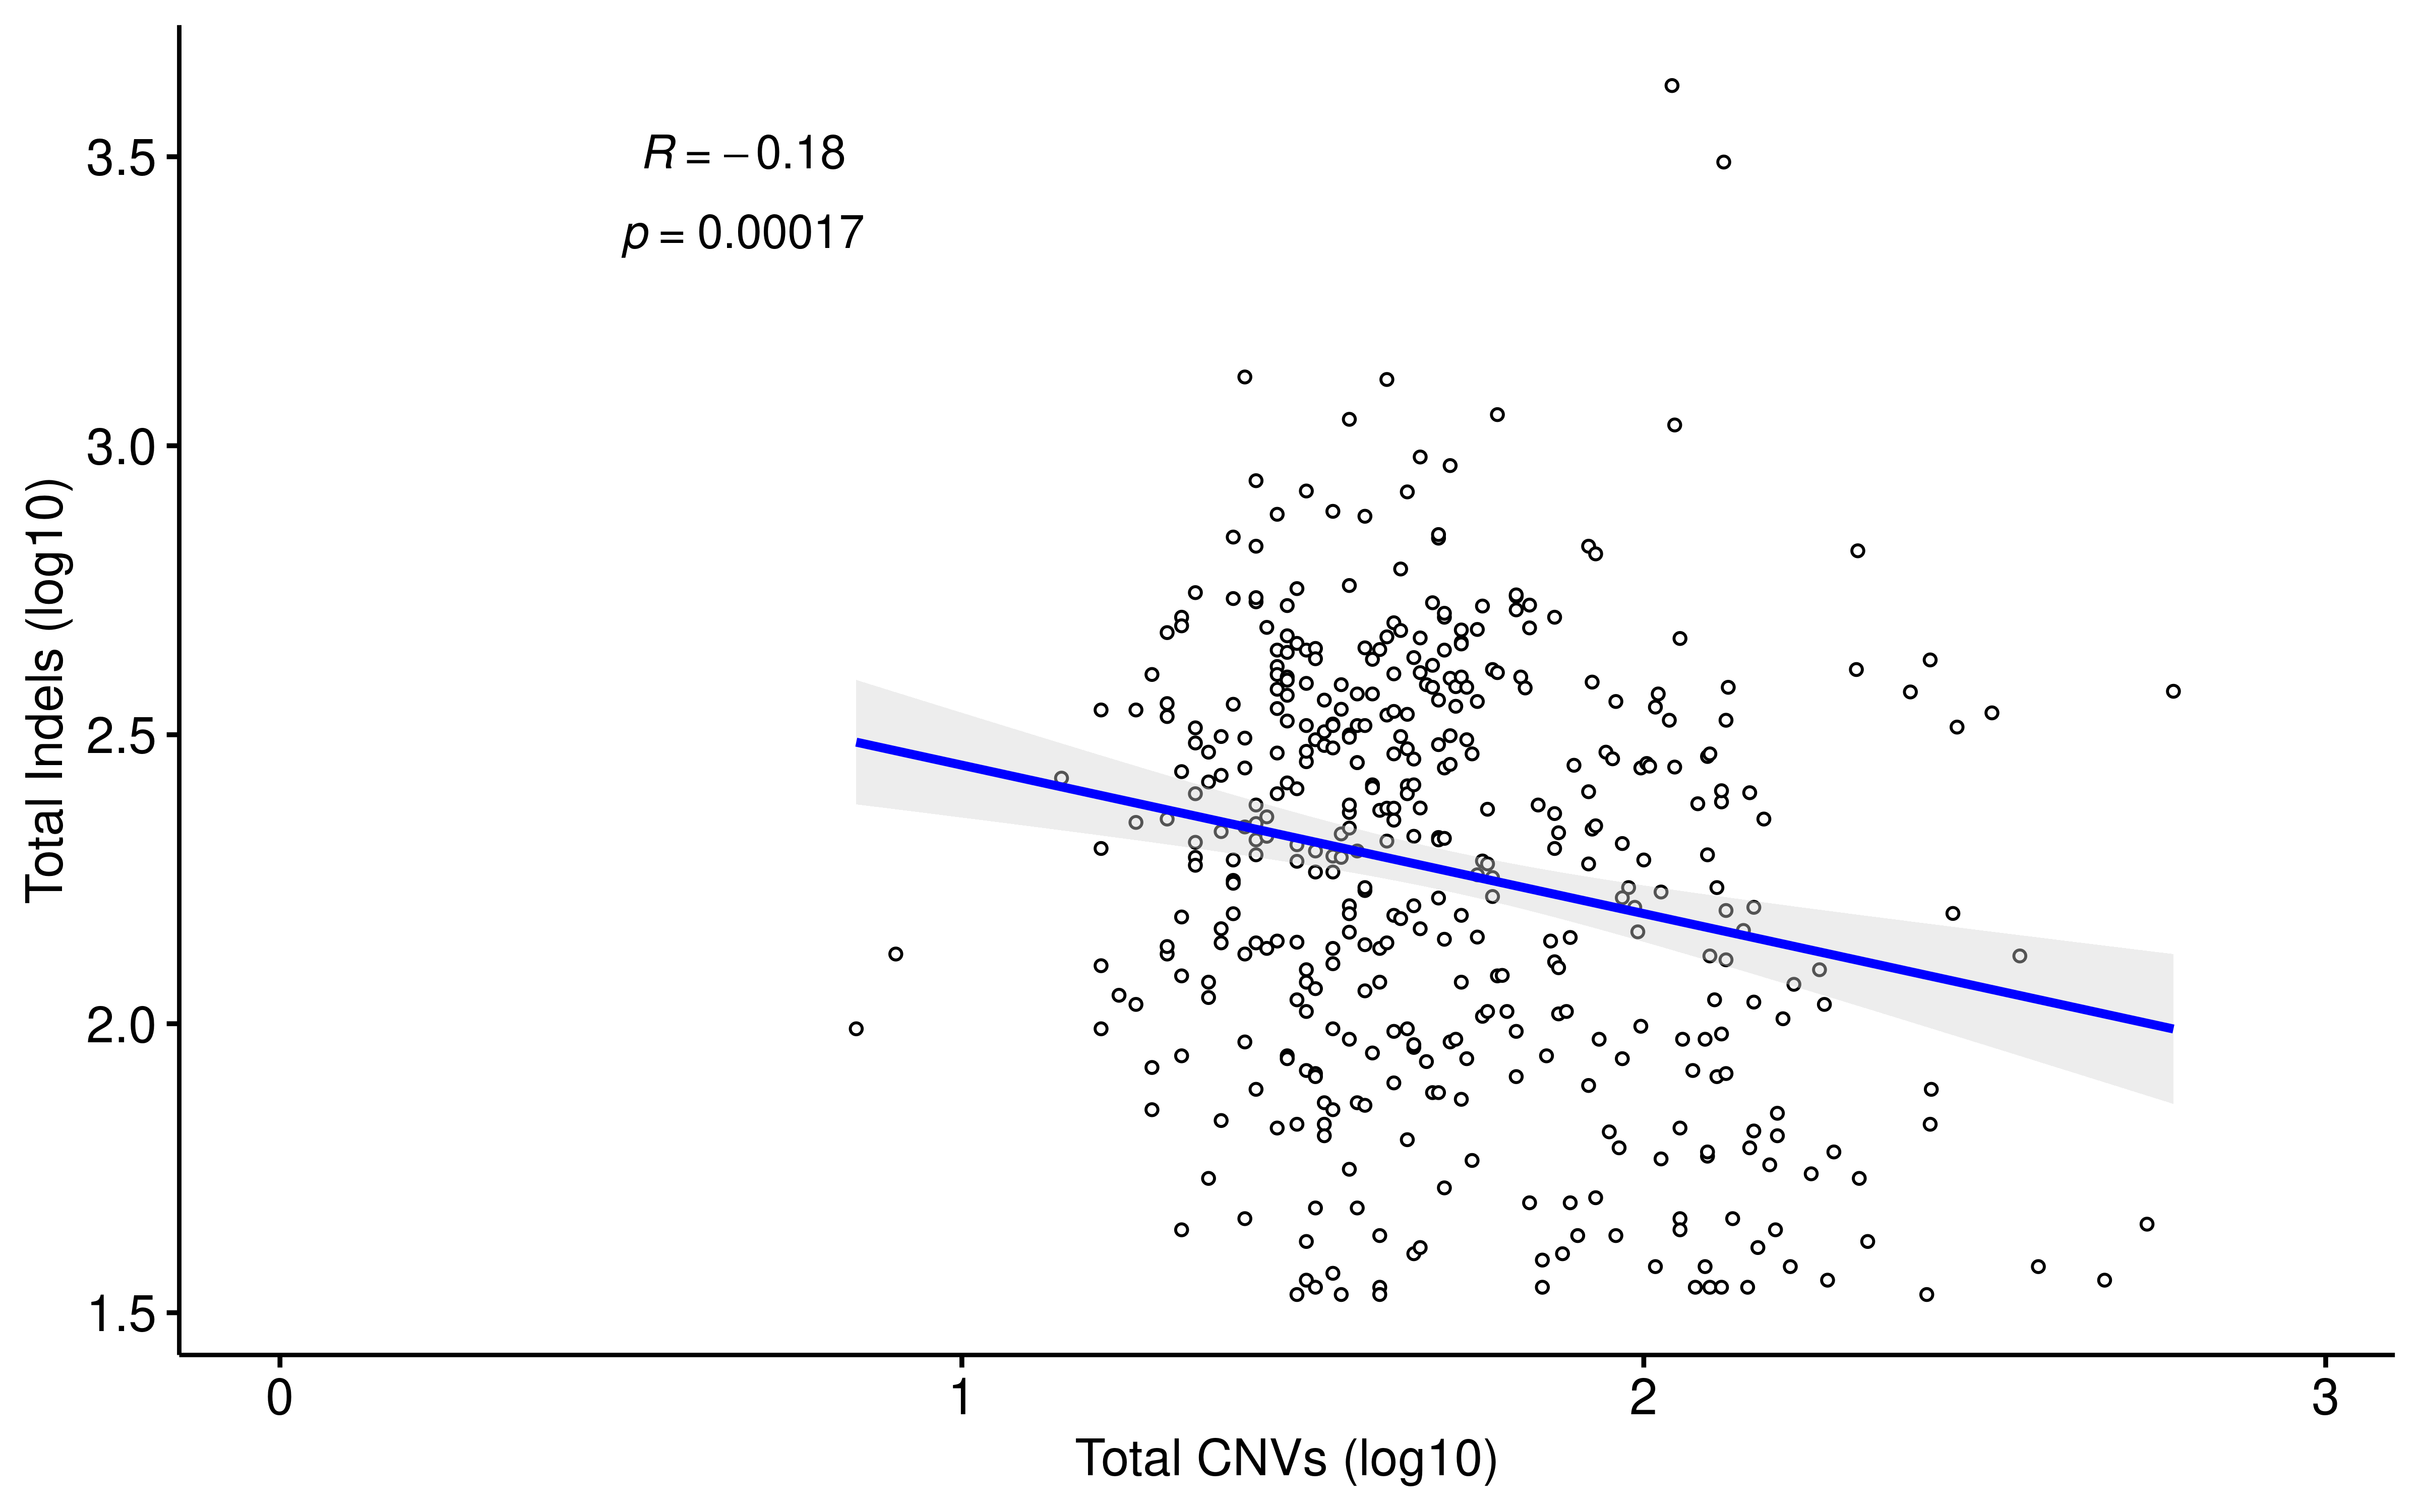 R = −0.18
p = 0.00017
3.5
3.0
2.5
2.0
1.5
Total Indels (log10)
0 1 2 3
Total CNVs (log10)